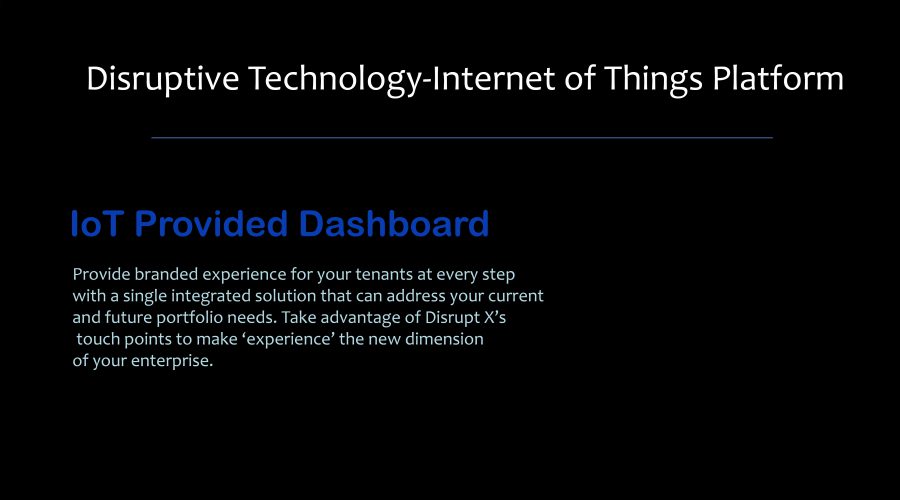 Disruptive Technology-Internet of Things Platform
IoT Provided Dashboard
Provide branded experience for your tenants at every step
with a single integrated solution that can address your current
and future portfolio needs. Take advantage of Disrupt X’s
touch points to make ‘experience’ the new dimension
of your enterprise.